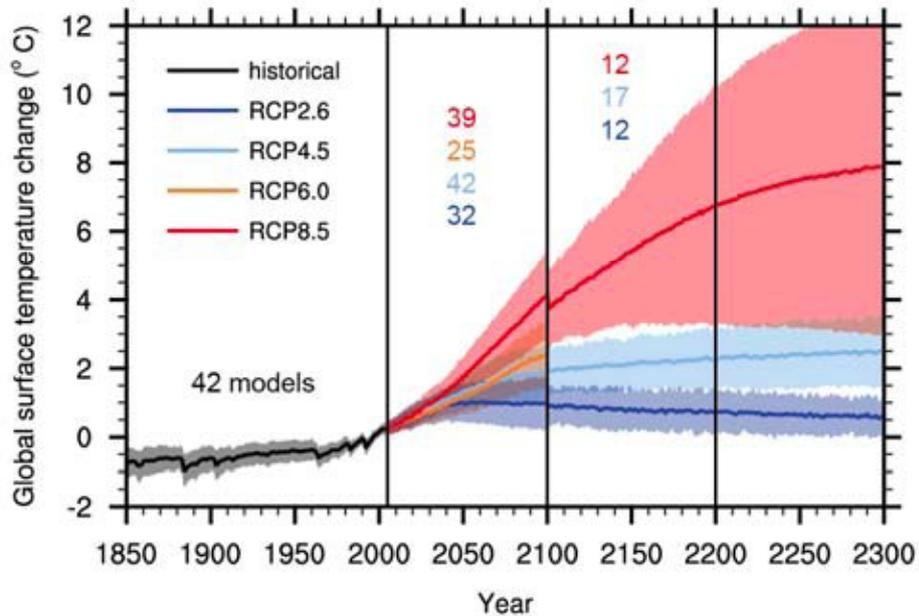 Global surface temperature change (° C)
12
10
8
6
4
2
0
-2
historical
RCP2.6
RCP4.5
RCP6.0
RCP8.5
42 models
39
25
42
32
12
17
12
1850 1900 1950 2000 2050 2100 2150 2200 2250 2300
Year